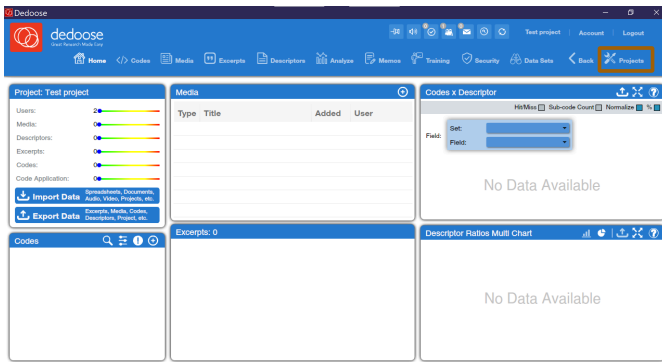 Dedoose
dedoose
Great Research Made Easy
Test project | Account | Logout
Home </> Codes Media Excerpts Descriptors Analyze Memos Training Security Data Sets Back Projects
Project: Test project
Users: 2
Media: 0
Descriptors: 0
Excerpts: 0
Codes: 0
Code Application: 0
Import Data Spreadsheets, Documents, Audio, Video, Projects, etc.
Export Data Excerpts, Media, Codes, Descriptors, Project, etc.
Media
Type Title Added User
Codes x Descriptor
Hit/Miss Sub-code Count Normalize %
Set:
Field:
Field:
No Data Available
Codes
Excerpts: 0
Descriptor Ratios Multi Chart
No Data Available